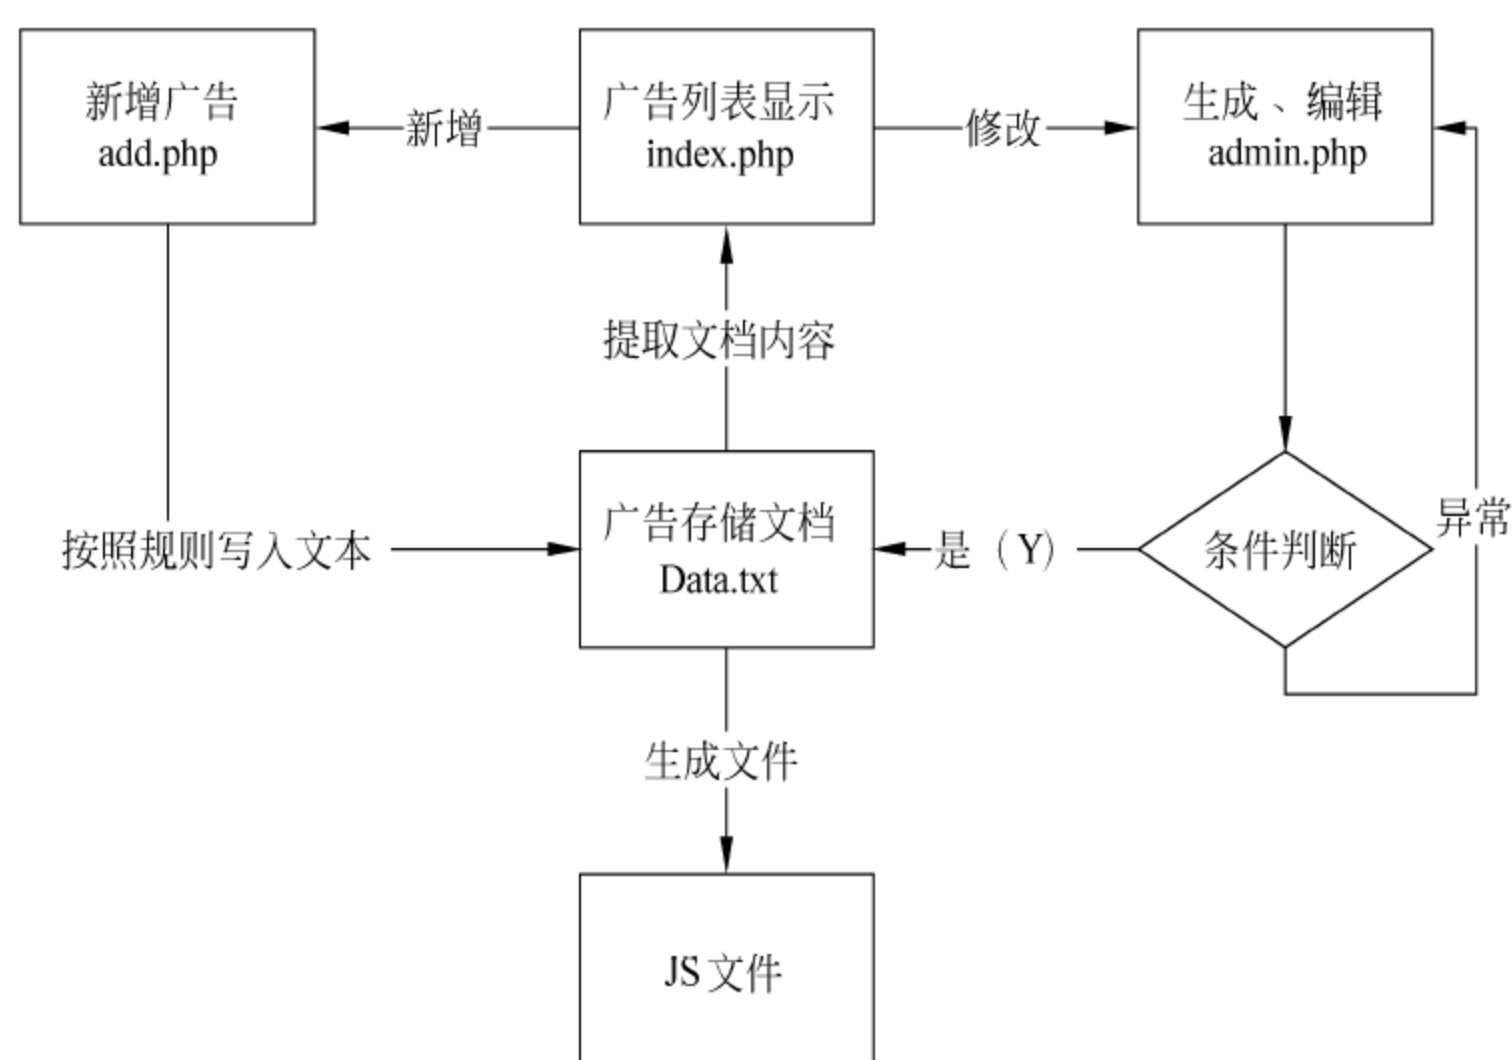 新增广告
add.php
新增
广告列表显示
index.php
修改
生成、编辑
admin.php
提取文档内容
按照规则写入文本
广告存储文档
Data.txt
是（Y）
条件判断
异常
生成文件
JS 文件